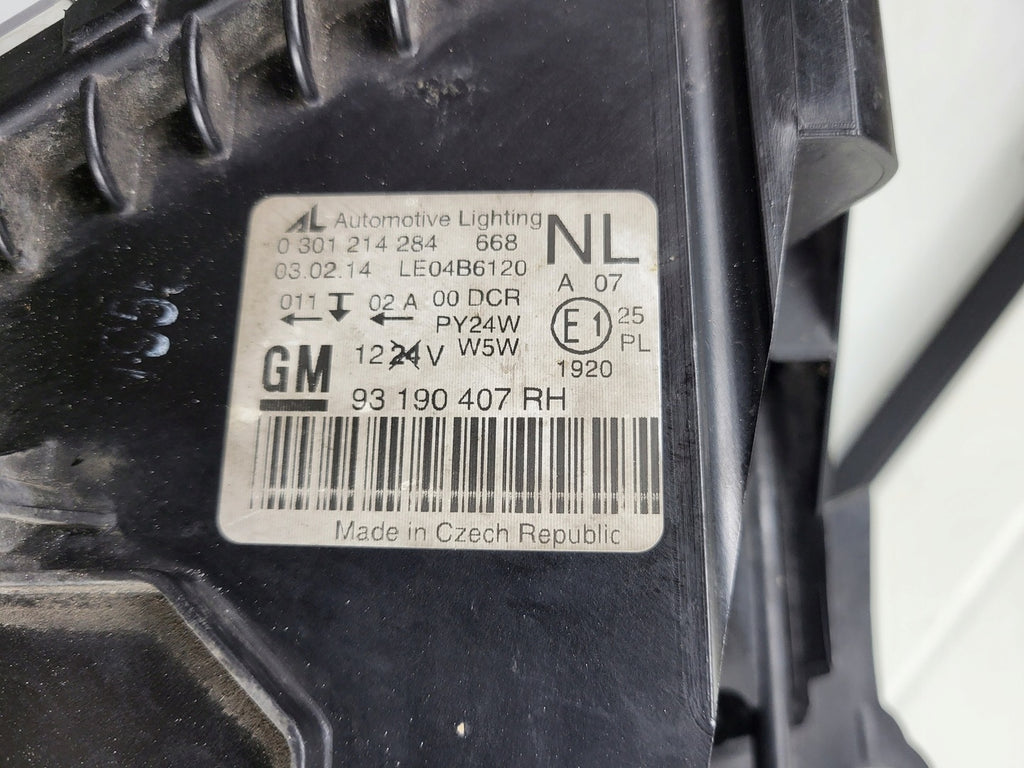 AL Automotive Lighting
0 301 214 284 668
NL
03.02.14 LE04B6120
A 07
011 02 A 00 DCR
PY24W
E1
25
PL
12 24 V W5W
1920
GM
93 190 407 RH
Made in Czech Republic